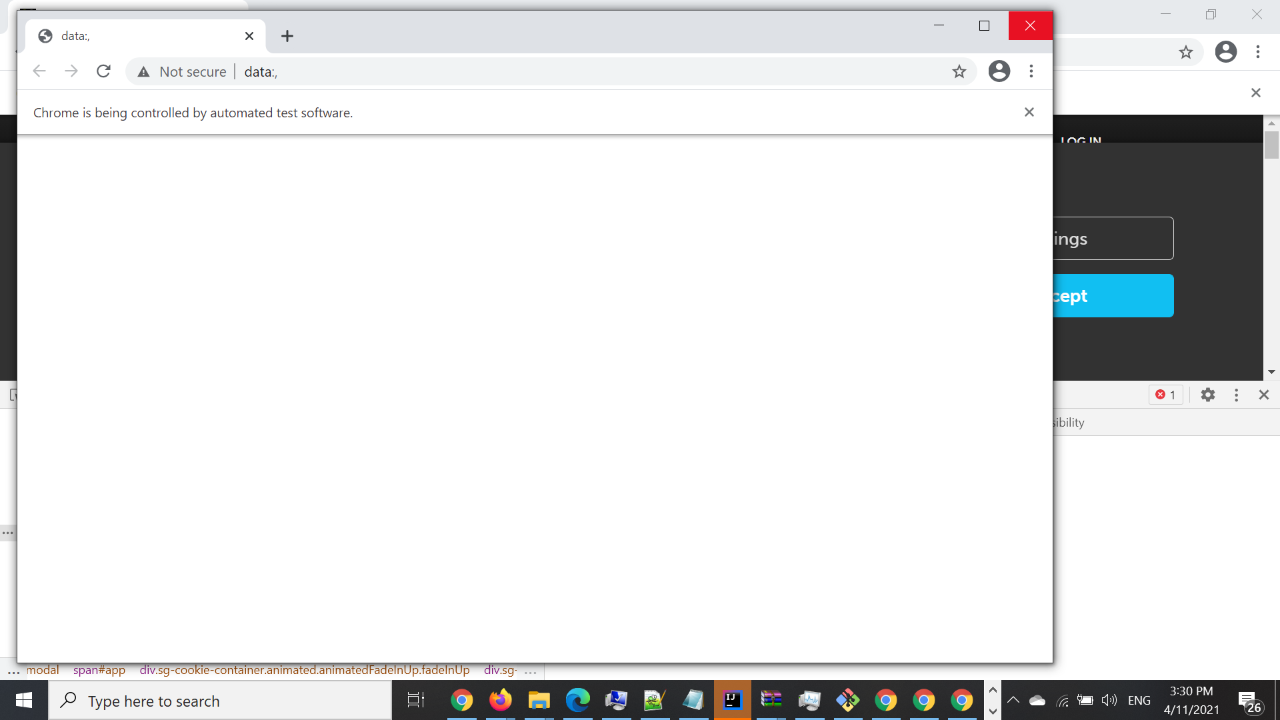 data:,
Not secure
data:,
Chrome is being controlled by automated test software.
LOG IN
ings
cept
1
sibility
... modal span#app div.sg-cookie-container.animated.animatedFadeInUp.fadeInUp div.sg- ...
Type here to search
ENG
3:30 PM
4/11/2021
26